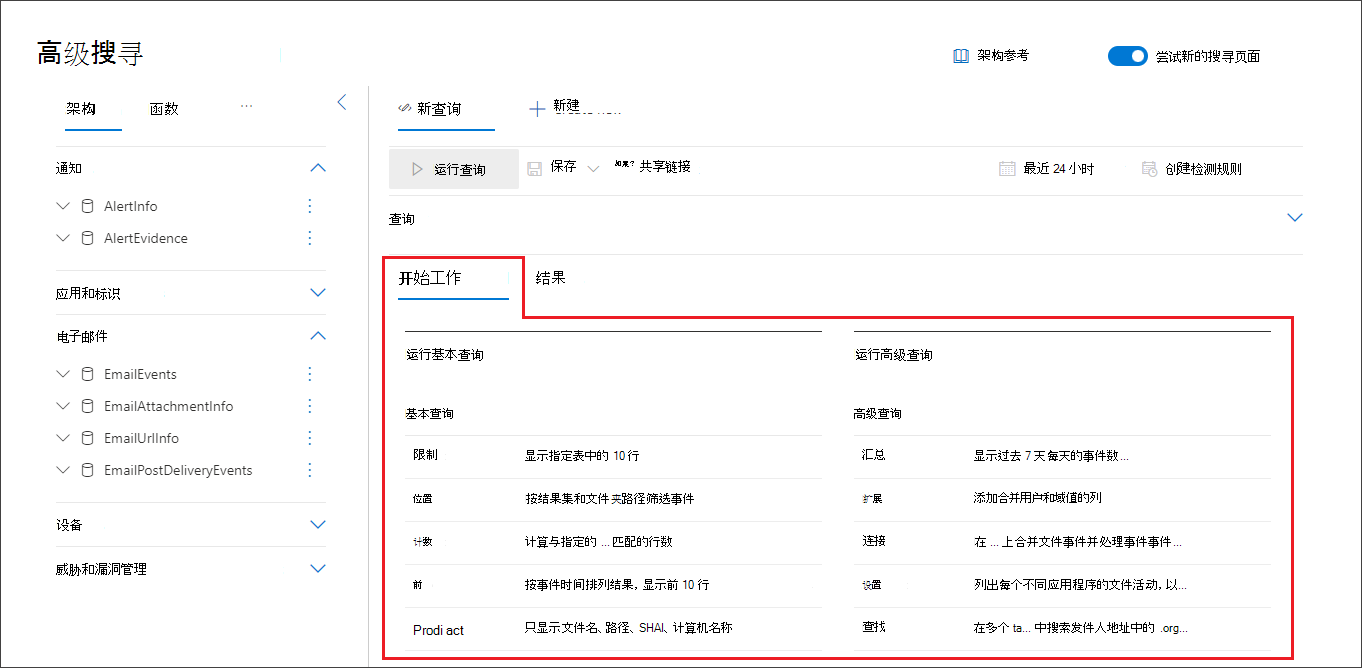 高级搜寻
架构参考
尝试新的搜寻页面
架构
函数
...
新查询
新建
运行查询
保存
如果? 共享链接
最近 24 小时
创建检测规则
通知
AlertInfo
AlertEvidence
应用和标识
电子邮件
EmailEvents
EmailAttachmentInfo
EmailUrlInfo
EmailPostDeliveryEvents
设备
威胁和漏洞管理
查询
开始工作
结果
运行基本查询
基本查询
限制 显示指定表中的 10 行
位置 按结果集和文件夹路径筛选事件
计数 计算与指定的 ... 匹配的行数
前 按事件时间排列结果, 显示前 10 行
Prodi act 只显示文件名、路径、SHAI、计算机名称
运行高级查询
高级查询
汇总 显示过去 7 天每天的事件数...
扩展 添加合并用户和域值的列
连接 在 ... 上合并文件事件并处理事件事件...
设置 列出每个不同应用程序的文件活动, 以...
查找 在多个 ta... 中搜索发件人地址中的 .org...